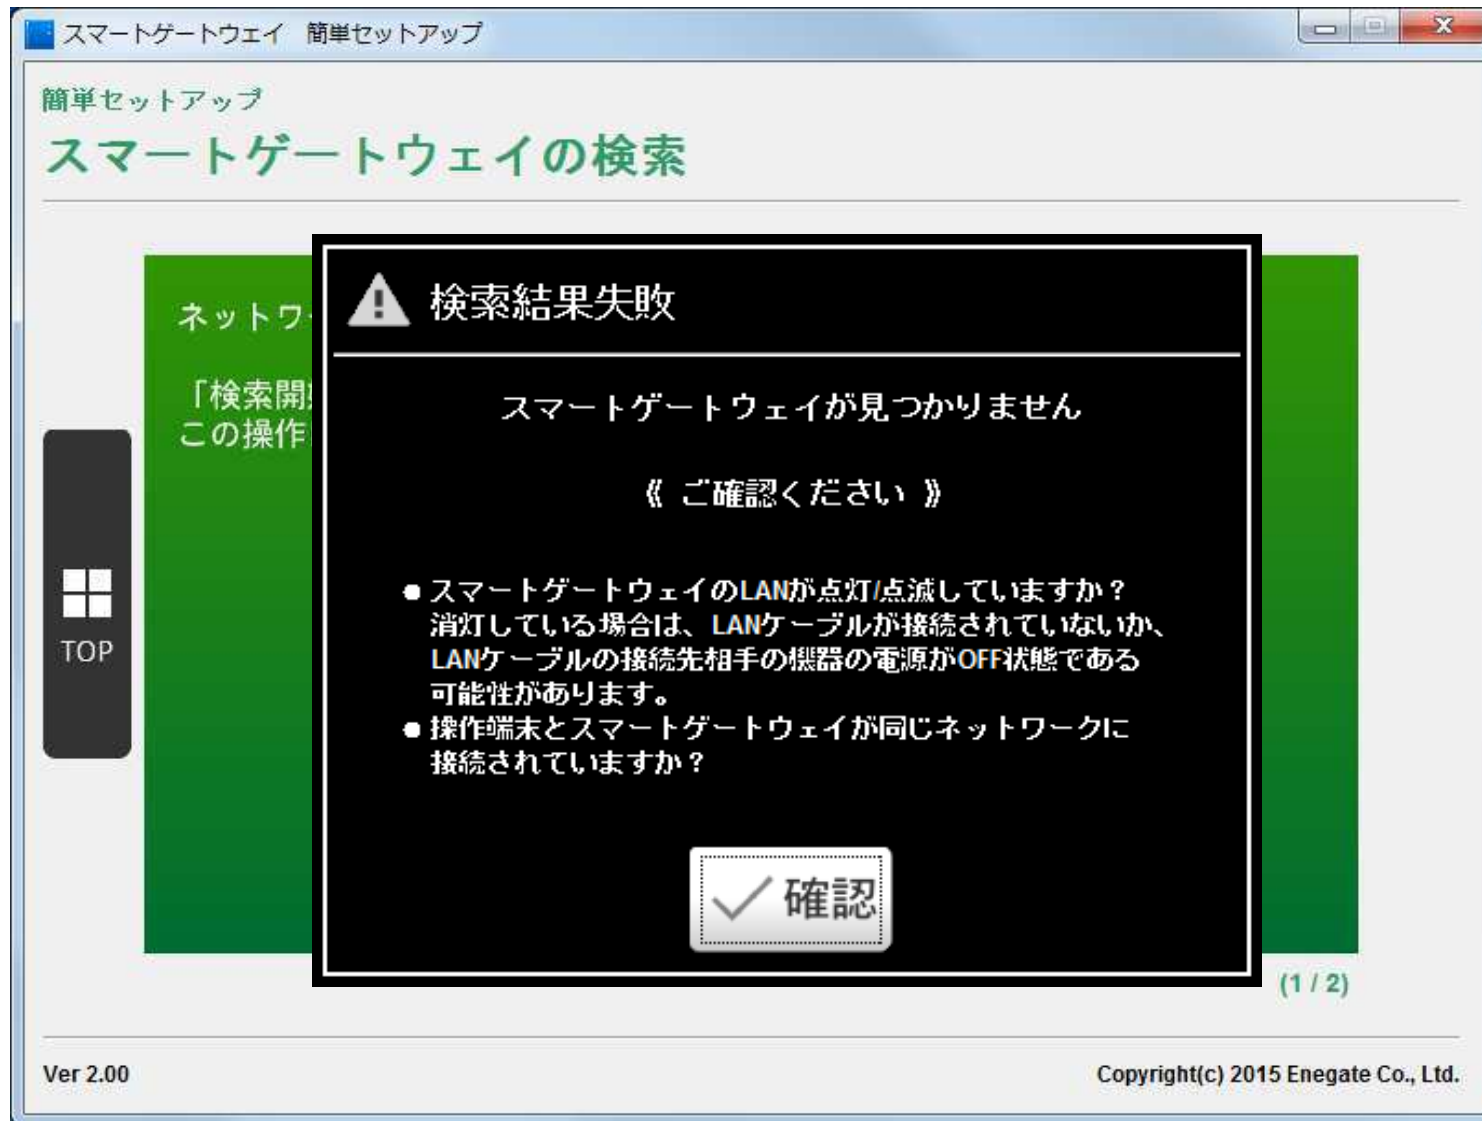 スマートゲートウェイ 簡単セットアップ
簡単セットアップ
スマートゲートウェイの検索
ネットワ
「検索開
この操作
検索結果失敗
スマートゲートウェイが見つかりません
《 ご確認ください 》
●スマートゲートウェイのLANが点灯/点滅していますか？
消灯している場合は、LANケーブルが接続されていないか、
LANケーブルの接続先相手の機器の電源がOFF状態である
可能性があります。
●操作端末とスマートゲートウェイが同じネットワークに
接続されていますか？
確認
TOP
(1 / 2)
Ver 2.00
Copyright(c) 2015 Enegate Co., Ltd.